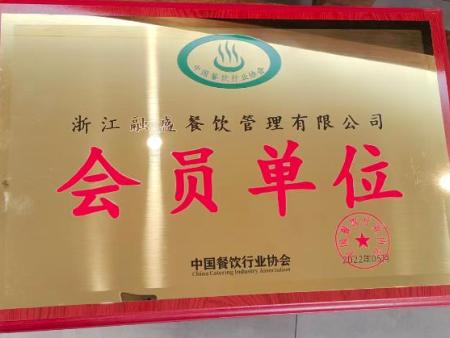 中国餐饮行业协会
浙江融盛餐饮管理有限公司
会员单位
中国餐饮行业协会
China Catering Industry Association
2022年05月